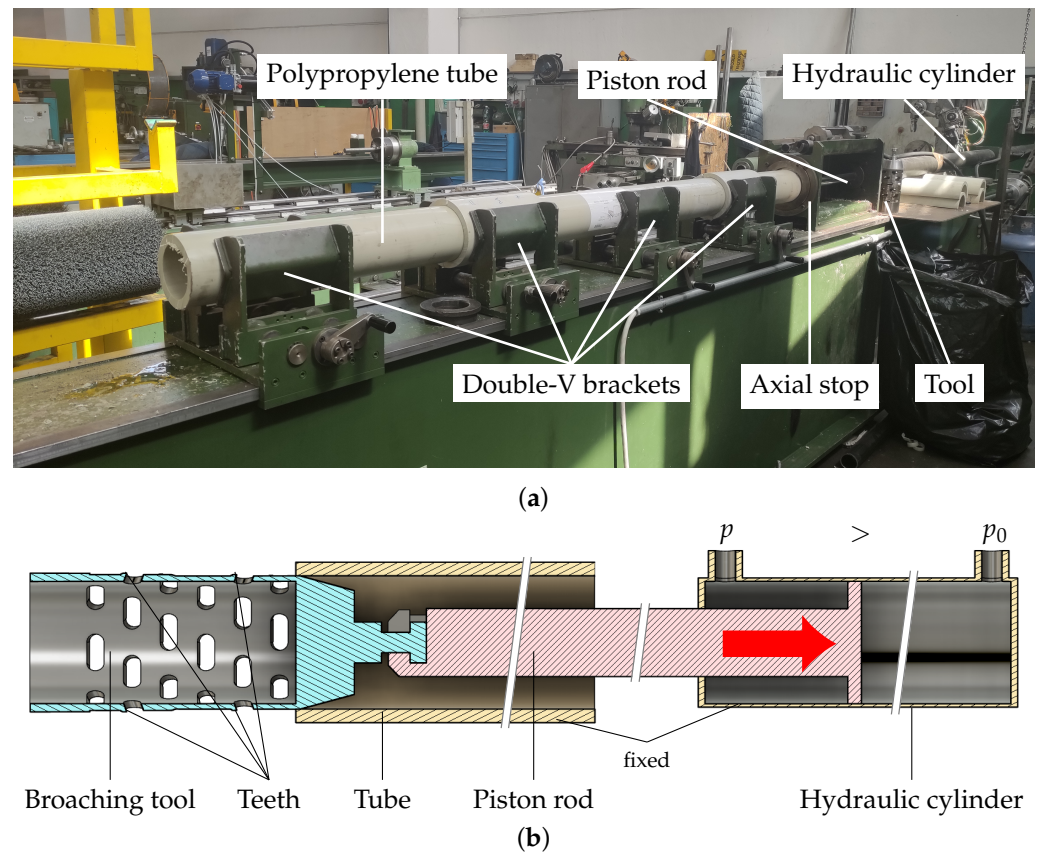 Polypropylene tube
Piston rod
Hydraulic cylinder
Double-V brackets
Axial stop
Tool
(a)
p > p0
fixed
Broaching tool
Teeth
Tube
Piston rod
Hydraulic cylinder
(b)